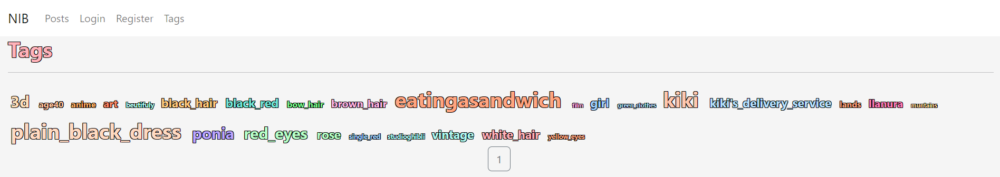 NIB Posts Login Register Tags
Tags
3d age40 anime art beutifuly black_hair black_red bow_hair brown_hair eatingasandwich film girl green_clothes kiki kiki's_delivery_service lands llanura muntains
plain_black_dress ponia red_eyes rose single_red studioghibli vintage white_hair yellow_eyes
1